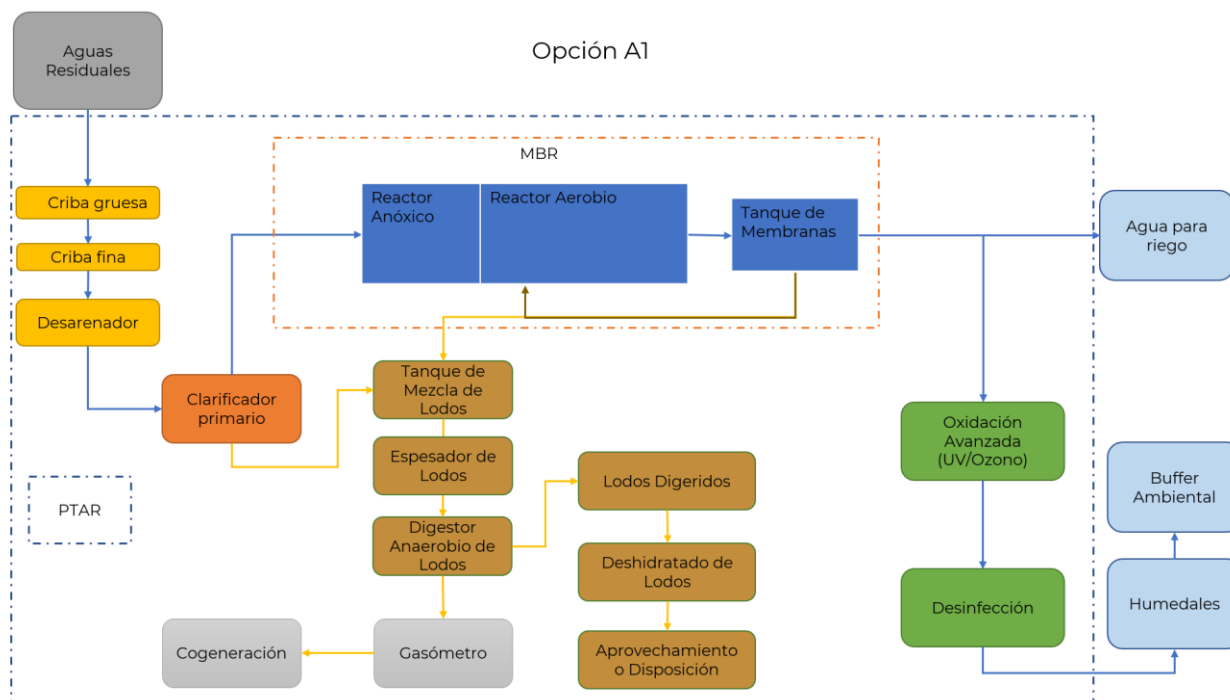 Aguas
Residuales
Opción A1
MBR
Criba gruesa
Criba fina
Desarenador
Clarificador
primario
PTAR
Reactor
Anóxico
Reactor Aerobio
Tanque de
Membranas
Agua para
riego
Tanque de
Mezcla de
Lodos
Espesador de
Lodos
Digestor
Anaerobio de
Lodos
Lodos Digeridos
Deshidratado de
Lodos
Aprovechamiento
o Disposición
Gasómetro
Cogeneración
Oxidación
Avanzada
(UV/Ozono)
Desinfección
Buffer
Ambiental
Humedales